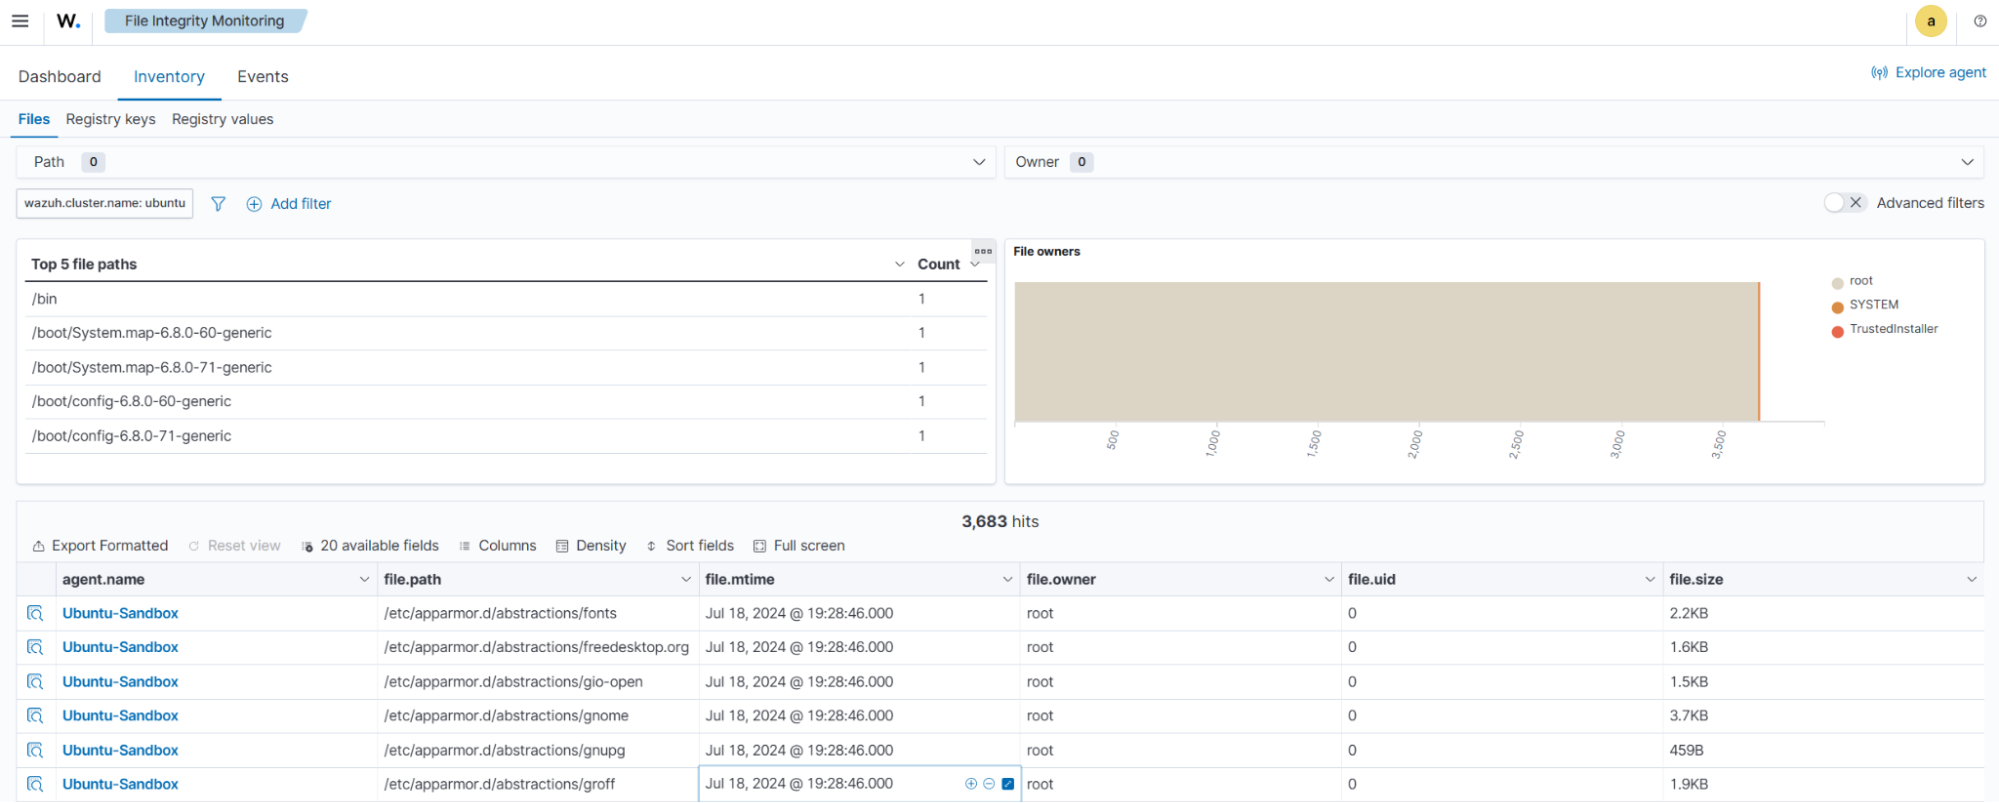 W. File Integrity Monitoring a
Dashboard Inventory Events Explore agent
Files Registry keys Registry values
Path 0 Owner 0
wazuh.cluster.name: ubuntu Add filter Advanced filters
Top 5 file paths Count
/bin 1
/boot/System.map-6.8.0-60-generic 1
/boot/System.map-6.8.0-71-generic 1
/boot/config-6.8.0-60-generic 1
/boot/config-6.8.0-71-generic 1
File owners
root
SYSTEM
TrustedInstaller
500 1,000 1,500 2,000 2,500 3,000 3,500
3,683 hits
Export Formatted Reset view 20 available fields Columns Density Sort fields Full screen
agent.name file.path file.mtime file.owner file.uid file.size
Ubuntu-Sandbox /etc/apparmor.d/abstractions/fonts Jul 18, 2024 @ 19:28:46.000 root 0 2.2KB
Ubuntu-Sandbox /etc/apparmor.d/abstractions/freedesktop.org Jul 18, 2024 @ 19:28:46.000 root 0 1.6KB
Ubuntu-Sandbox /etc/apparmor.d/abstractions/gio-open Jul 18, 2024 @ 19:28:46.000 root 0 1.5KB
Ubuntu-Sandbox /etc/apparmor.d/abstractions/gnome Jul 18, 2024 @ 19:28:46.000 root 0 3.7KB
Ubuntu-Sandbox /etc/apparmor.d/abstractions/gnupg Jul 18, 2024 @ 19:28:46.000 root 0 459B
Ubuntu-Sandbox /etc/apparmor.d/abstractions/groff Jul 18, 2024 @ 19:28:46.000 root 0 1.9KB